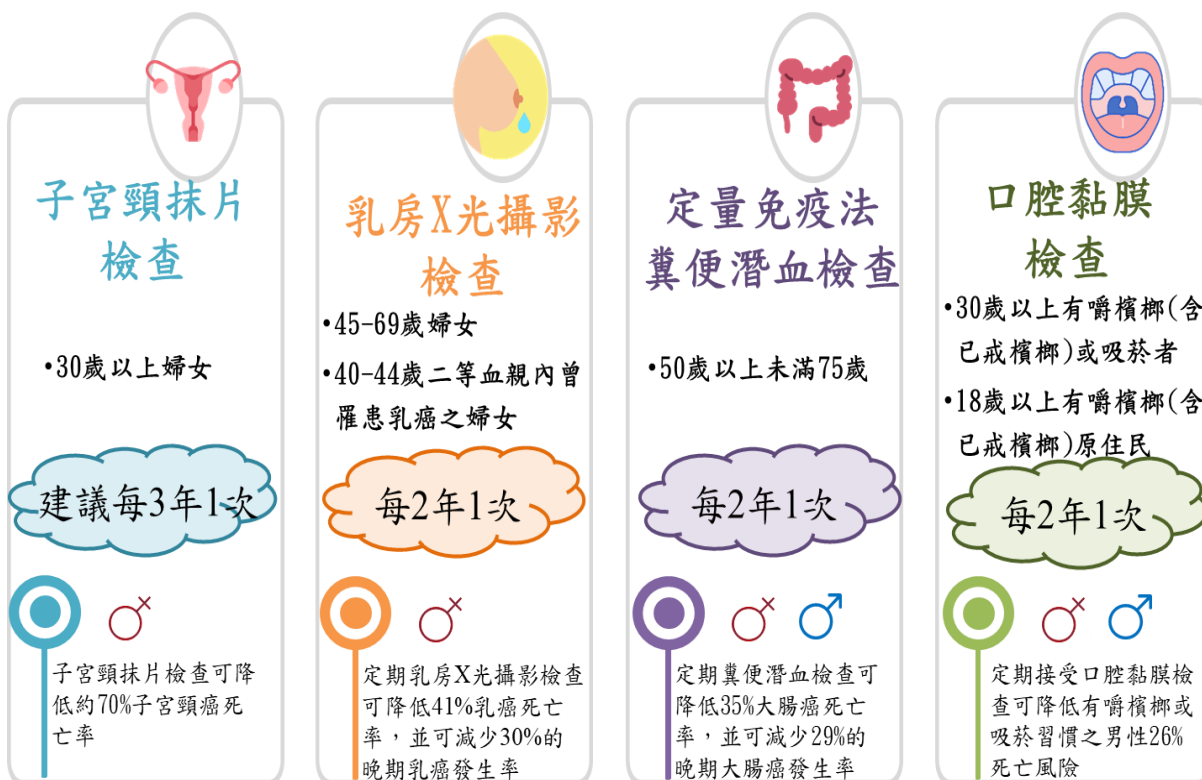 子宮頸抹片
檢查
•30歲以上婦女
建議每3年1次
子宮頸抹片檢查可降
低約70%子宮頸癌死
亡率
乳房X光攝影
檢查
•45-69歲婦女
•40-44歲二等血親內曾
罹患乳癌之婦女
每2年1次
定期乳房X光攝影檢查
可降低41%乳癌死亡
率，並可減少30%的
晚期乳癌發生率
定量免疫法
糞便潛血檢查
•50歲以上未滿75歲
每2年1次
定期糞便潛血檢查可
降低35%大腸癌死亡
率，並可減少29%的
晚期大腸癌發生率
口腔黏膜
檢查
•30歲以上有嚼檳榔(含
已戒檳榔)或吸菸者
•18歲以上有嚼檳榔(含
已戒檳榔)原住民
每2年1次
定期接受口腔黏膜檢
查可降低有嚼檳榔或
吸菸習慣之男性26%
死亡風險